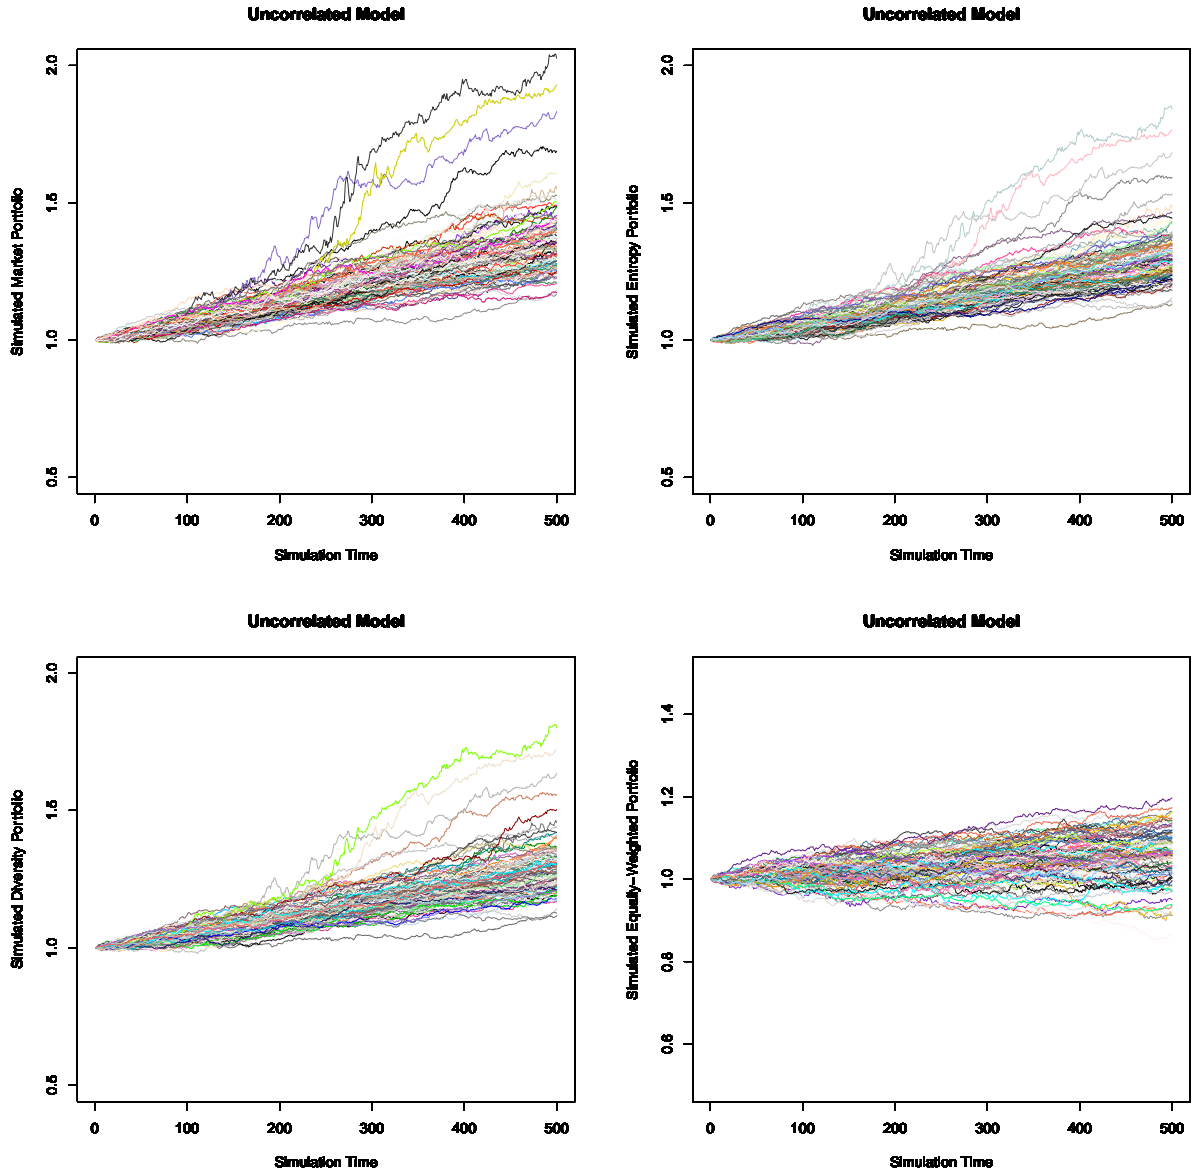 Uncorrelated Model
Simulated Market Portfolio
2.0
1.5
1.0
0.5
0 100 200 300 400 500
Simulation Time
Uncorrelated Model
Simulated Entropy Portfolio
2.0
1.5
1.0
0.5
0 100 200 300 400 500
Simulation Time
Uncorrelated Model
Simulated Diversity Portfolio
2.0
1.5
1.0
0.5
0 100 200 300 400 500
Simulation Time
Uncorrelated Model
Simulated Equally-Weighted Portfolio
1.4
1.2
1.0
0.8
0.6
0 100 200 300 400 500
Simulation Time